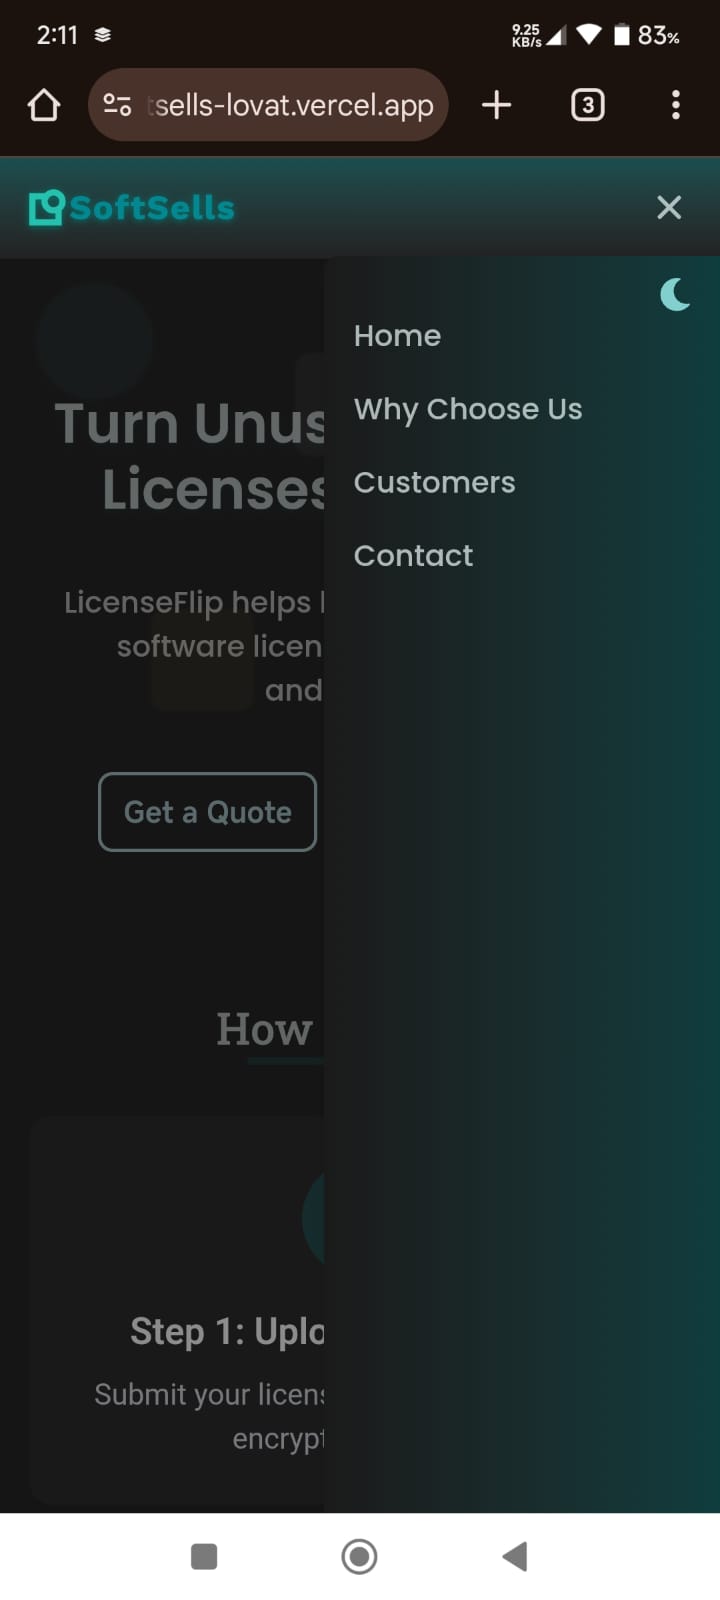 2:11 9.25 KB/s 83%
tsells-lovat.vercel.app 3
SoftSells
Home
Why Choose Us
Customers
Contact
Turn Unus
Licenses
LicenseFlip helps
software licen
and
Get a Quote
How
Step 1: Uplo
Submit your licens
encrypt